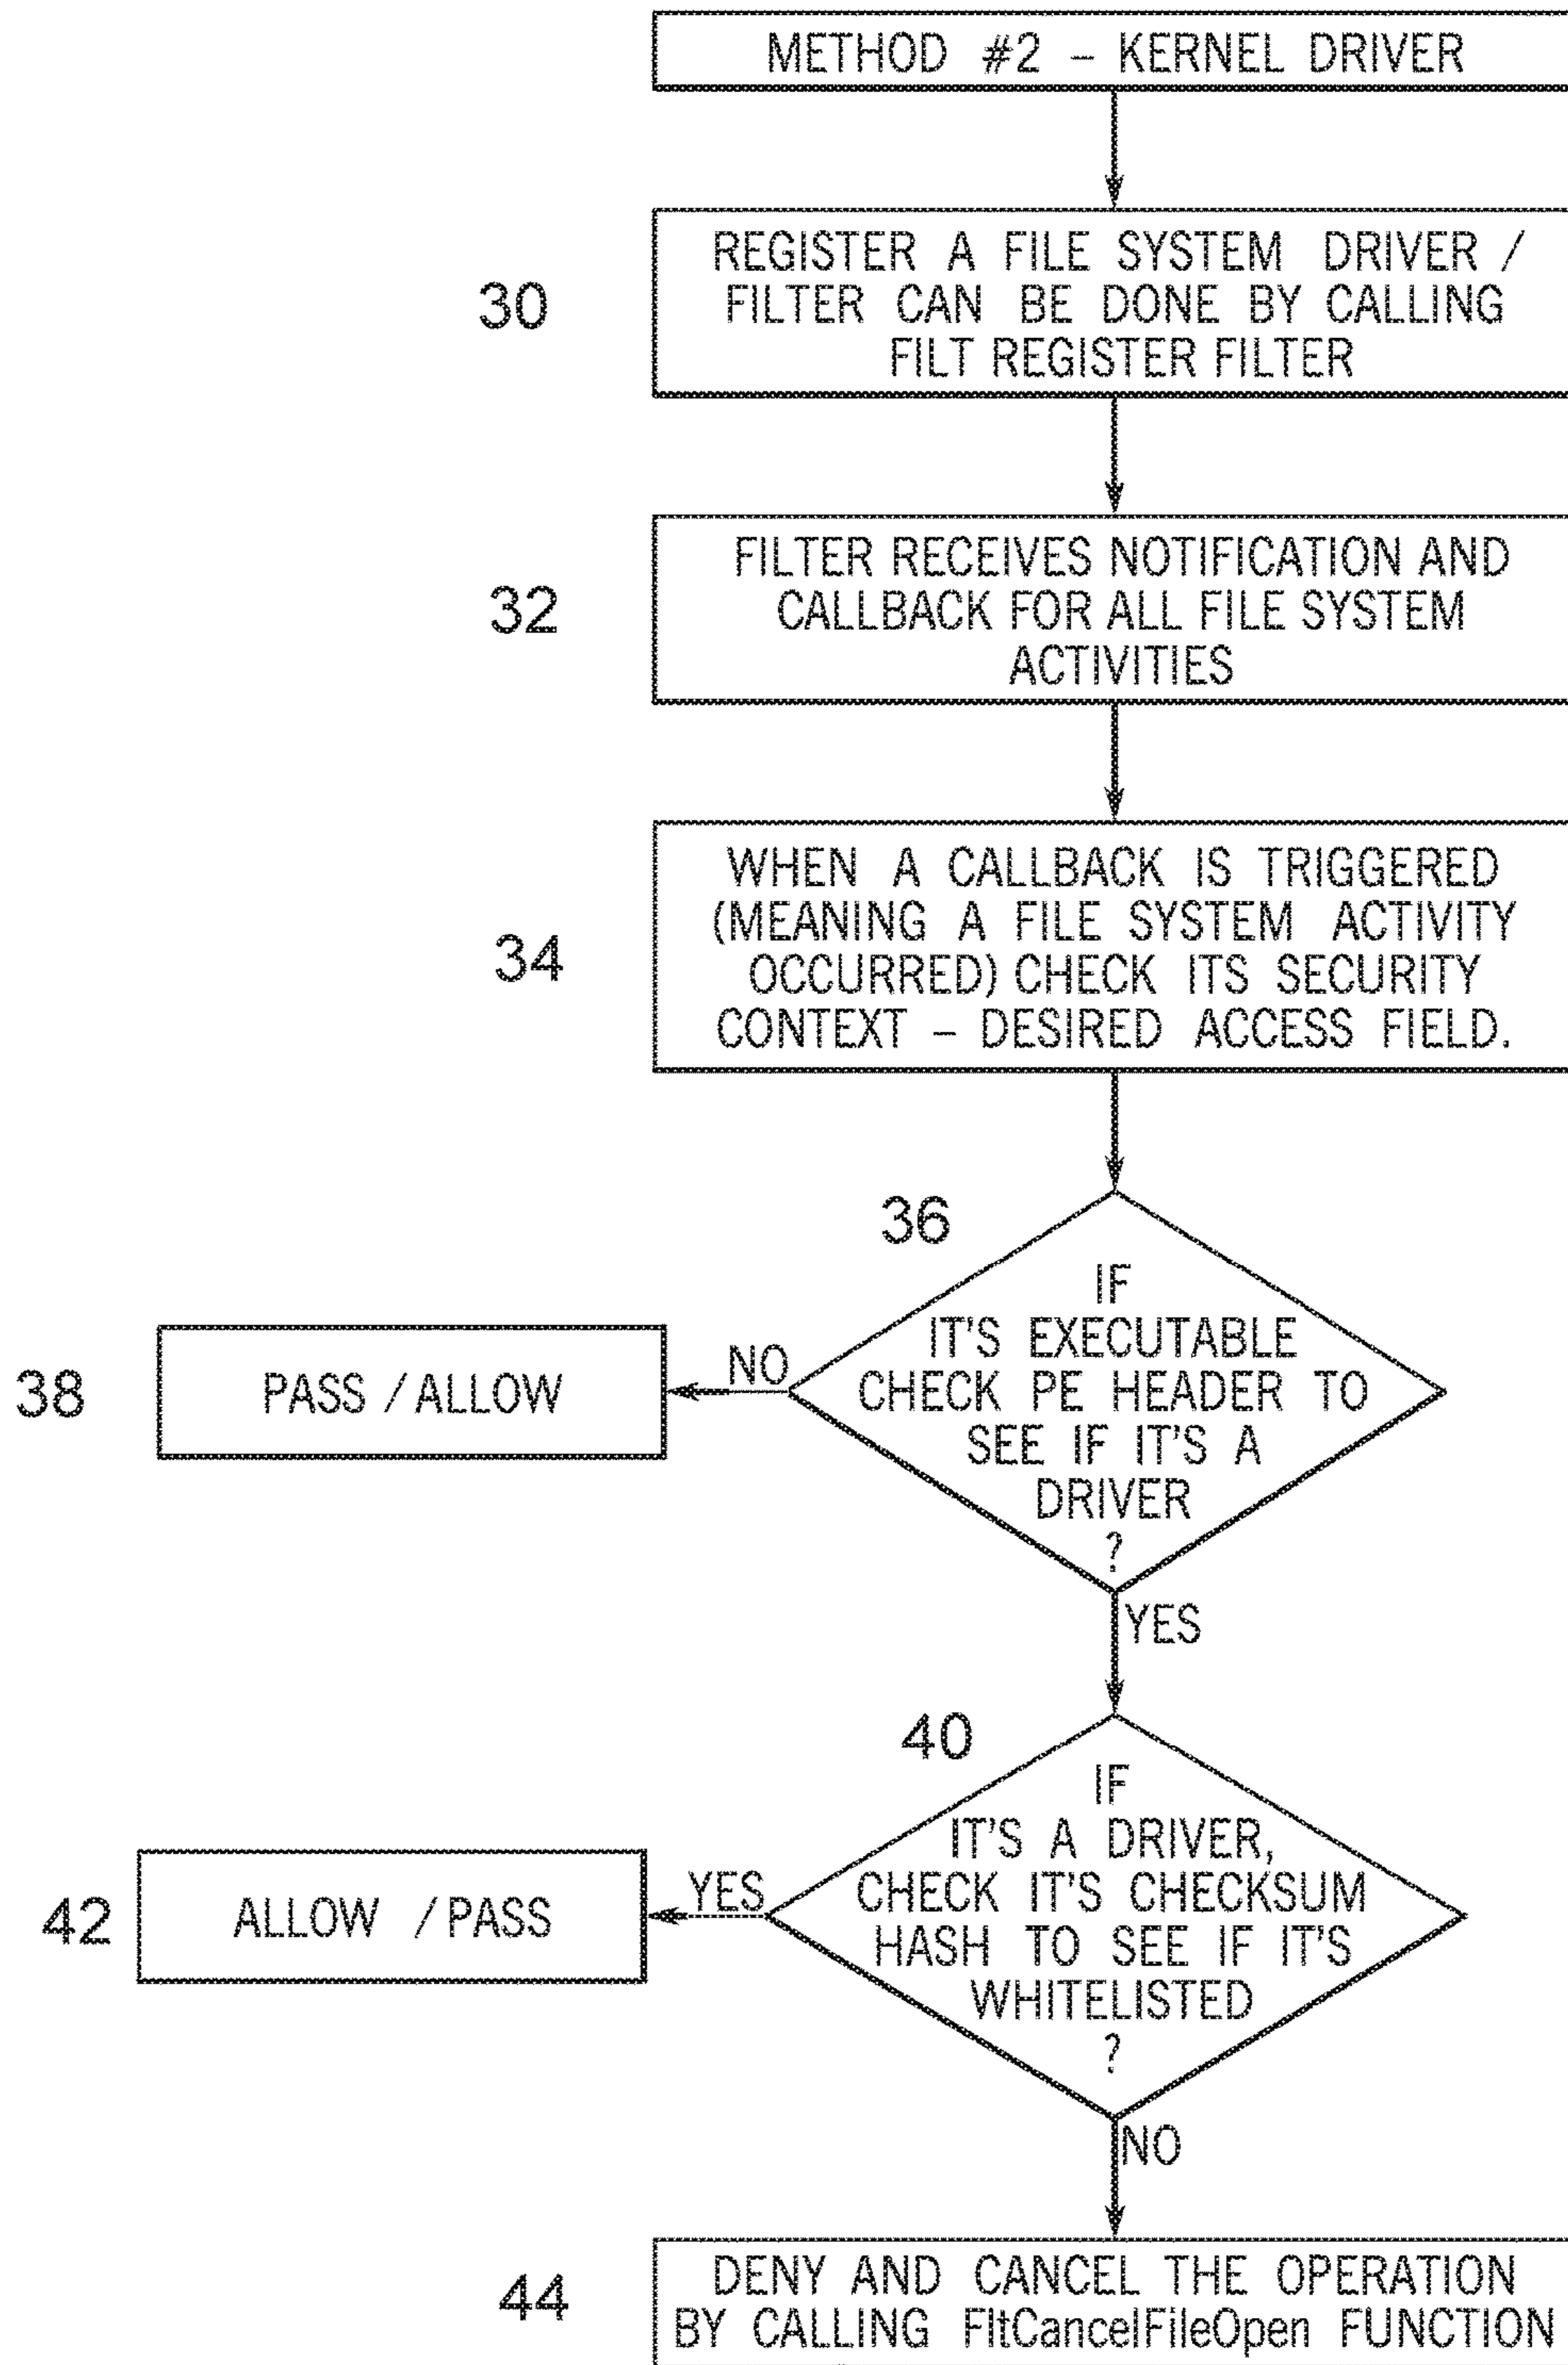 METHOD #2 – KERNEL DRIVER
30
REGISTER A FILE SYSTEM DRIVER /
FILTER CAN BE DONE BY CALLING
FILT REGISTER FILTER
32
FILTER RECEIVES NOTIFICATION AND
CALLBACK FOR ALL FILE SYSTEM
ACTIVITIES
34
WHEN A CALLBACK IS TRIGGERED
(MEANING A FILE SYSTEM ACTIVITY
OCCURRED) CHECK ITS SECURITY
CONTEXT – DESIRED ACCESS FIELD.
36
IF
IT'S EXECUTABLE
CHECK PE HEADER TO
SEE IF IT'S A
DRIVER
?
NO
38
PASS / ALLOW
YES
40
IF
IT'S A DRIVER,
CHECK IT'S CHECKSUM
HASH TO SEE IF IT'S
WHITELISTED
?
YES
42
ALLOW / PASS
NO
44
DENY AND CANCEL THE OPERATION
BY CALLING FltCancelFileOpen FUNCTION